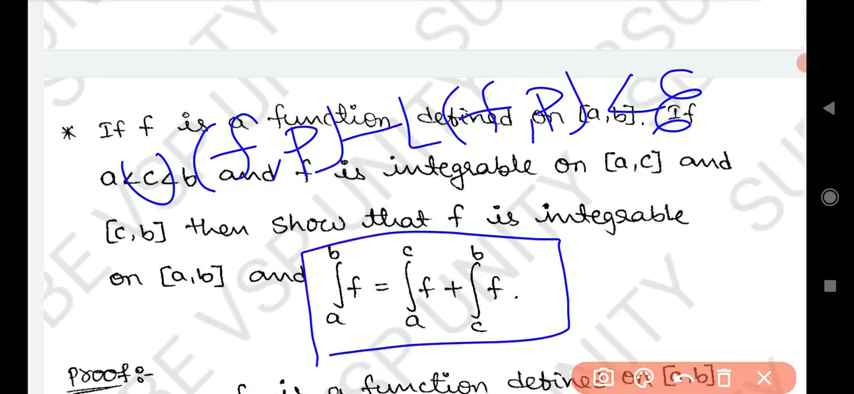 U(f, P) - L(f, P) < ε
* If f is a function defined on [a,b]. If
a<c<b and f is integrable on [a,c] and
[c,b] then show that f is integrable
on [a,b] and ∫_a^b f = ∫_a^c f + ∫_c^b f.
Proof:-
f is a function defined on [a,b]